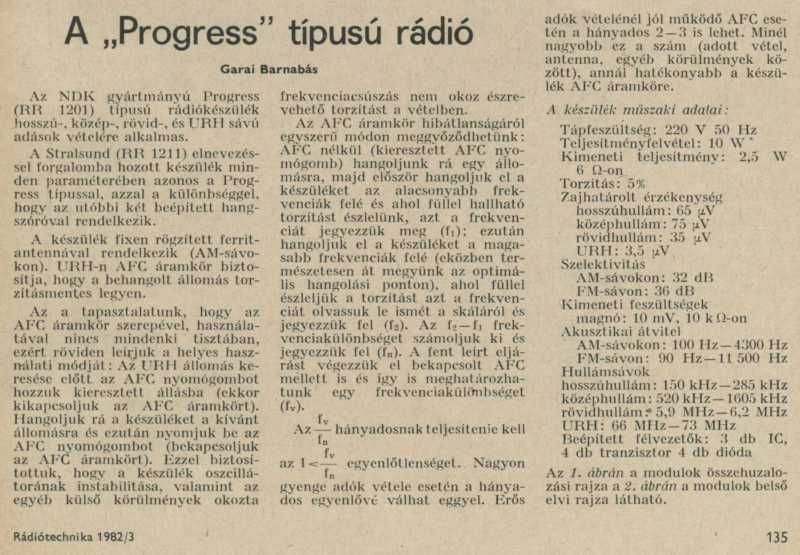 A „Progress” típusú rádió
Garai Barnabás
Az NDK gyártmányú Progress
(RR 1201) típusú rádiókészülék
hosszú-, közép-, rövid-, és URH sávú
adások vételére alkalmas.
A Stralsund (RR 1211) elnevezés-
sel forgalomba hozott készülék min-
den paraméterében azonos a Prog-
ress típussal, azzal a különbséggel,
hogy az utóbbi két beépített hang-
szóróval rendelkezik.
A készülék fixen rögzített ferrit-
antennával rendelkezik (AM-sávo-
kon). URH-n AFC áramkör bizto-
sítja, hogy a behangolt állomás tor-
zításmentes legyen.
Az a tapasztalatunk, hogy az
AFC áramkör szerepével, használa-
tával nincs mindenki tisztában,
ezért röviden leírjuk a helyes hasz-
nálati módját: Az URH állomás ke-
resése előtt az AFC nyomógombot
hozzuk kieresztett állásba (ekkor
kikapcsoljuk az AFC áramkört).
Hangoljuk rá a készüléket a kívánt
állomásra és ezután nyomjuk be az
AFC nyomógombot (bekapcsoljuk
az AFC áramkört). Ezzel biztosí-
tottuk, hogy a készülék oszcillá-
torának instabilitása, valamint az
egyéb külső körülmények okozta
frekvenciacsúszás nem okoz észre-
vehető torzítást a vételben.
Az AFC áramkör hibátlanságáról
egyszerű módon meggyőződhetünk:
AFC nélkül (kieresztett AFC nyo-
mógomb) hangoljunk rá egy állo-
másra, majd először hangoljuk el a
készüléket az alacsonyabb frek-
venciák felé és ahol füllel hallható
torzítást észlelünk, azt a frekven-
ciát jegyezzük meg (f₁); ezután
hangoljuk el a készüléket a maga-
sabb frekvenciák felé (eközben ter-
mészetesen át megyünk az optimá-
lis hangolási ponton), ahol füllel
észleljük a torzítást azt a frekven-
ciát olvassuk le ismét a skáláról és
jegyezzük fel (f₂). Az f₂—f₁ frek-
venciakülönbséget számoljuk ki és
jegyezzük fel (fₙ). A fent leírt eljá-
rást végezzük el bekapcsolt AFC
mellett is és így is meghatározha-
tunk egy frekvenciakülönbséget
(fᵥ).
Az fᵥ/fₙ hányadosnak teljesítenie kell
az 1<fᵥ/fₙ egyenlőtlenséget. Nagyon
gyenge adók vétele esetén a hánya-
dos egyenlővé válhat eggyel. Erős
adók vételénél jól működő AFC ese-
tén a hányados 2—3 is lehet. Minél
nagyobb ez a szám (adott vétel,
antenna, egyéb körülmények kö-
zött), annál hatékonyabb a készü-
lék AFC áramköre.
A készülék műszaki adatai:
Tápfeszültség: 220 V 50 Hz
Teljesítményfelvétel: 10 W
Kimeneti teljesítmény: 2,5 W
6 Ω-on
Torzítás: 5%
Zajhatárolt érzékenység
hosszúhullám: 65 µV
középhullám: 75 µV
rövidhullám: 35 µV
URH: 3,5 µV
Szelektivitás
AM-sávokon: 32 dB
FM-sávon: 36 dB
Kimeneti feszültségek
magnó: 10 mV, 10 kΩ-on
Akusztikai átvitel
AM-sávokon: 100 Hz—4300 Hz
FM-sávon: 90 Hz—11 500 Hz
Hullámsávok
hosszúhullám: 150 kHz—285 kHz
középhullám: 520 kHz—1605 kHz
rövidhullám: 5,9 MHz—6,2 MHz
URH: 66 MHz—73 MHz
Beépített félvezetők: 3 db IC,
4 db tranzisztor 4 db dióda
Az 1. ábrán a modulok összehuzalo-
zási rajza a 2. ábrán a modulok belső
elvi rajza látható.
Rádiótechnika 1982/3
135